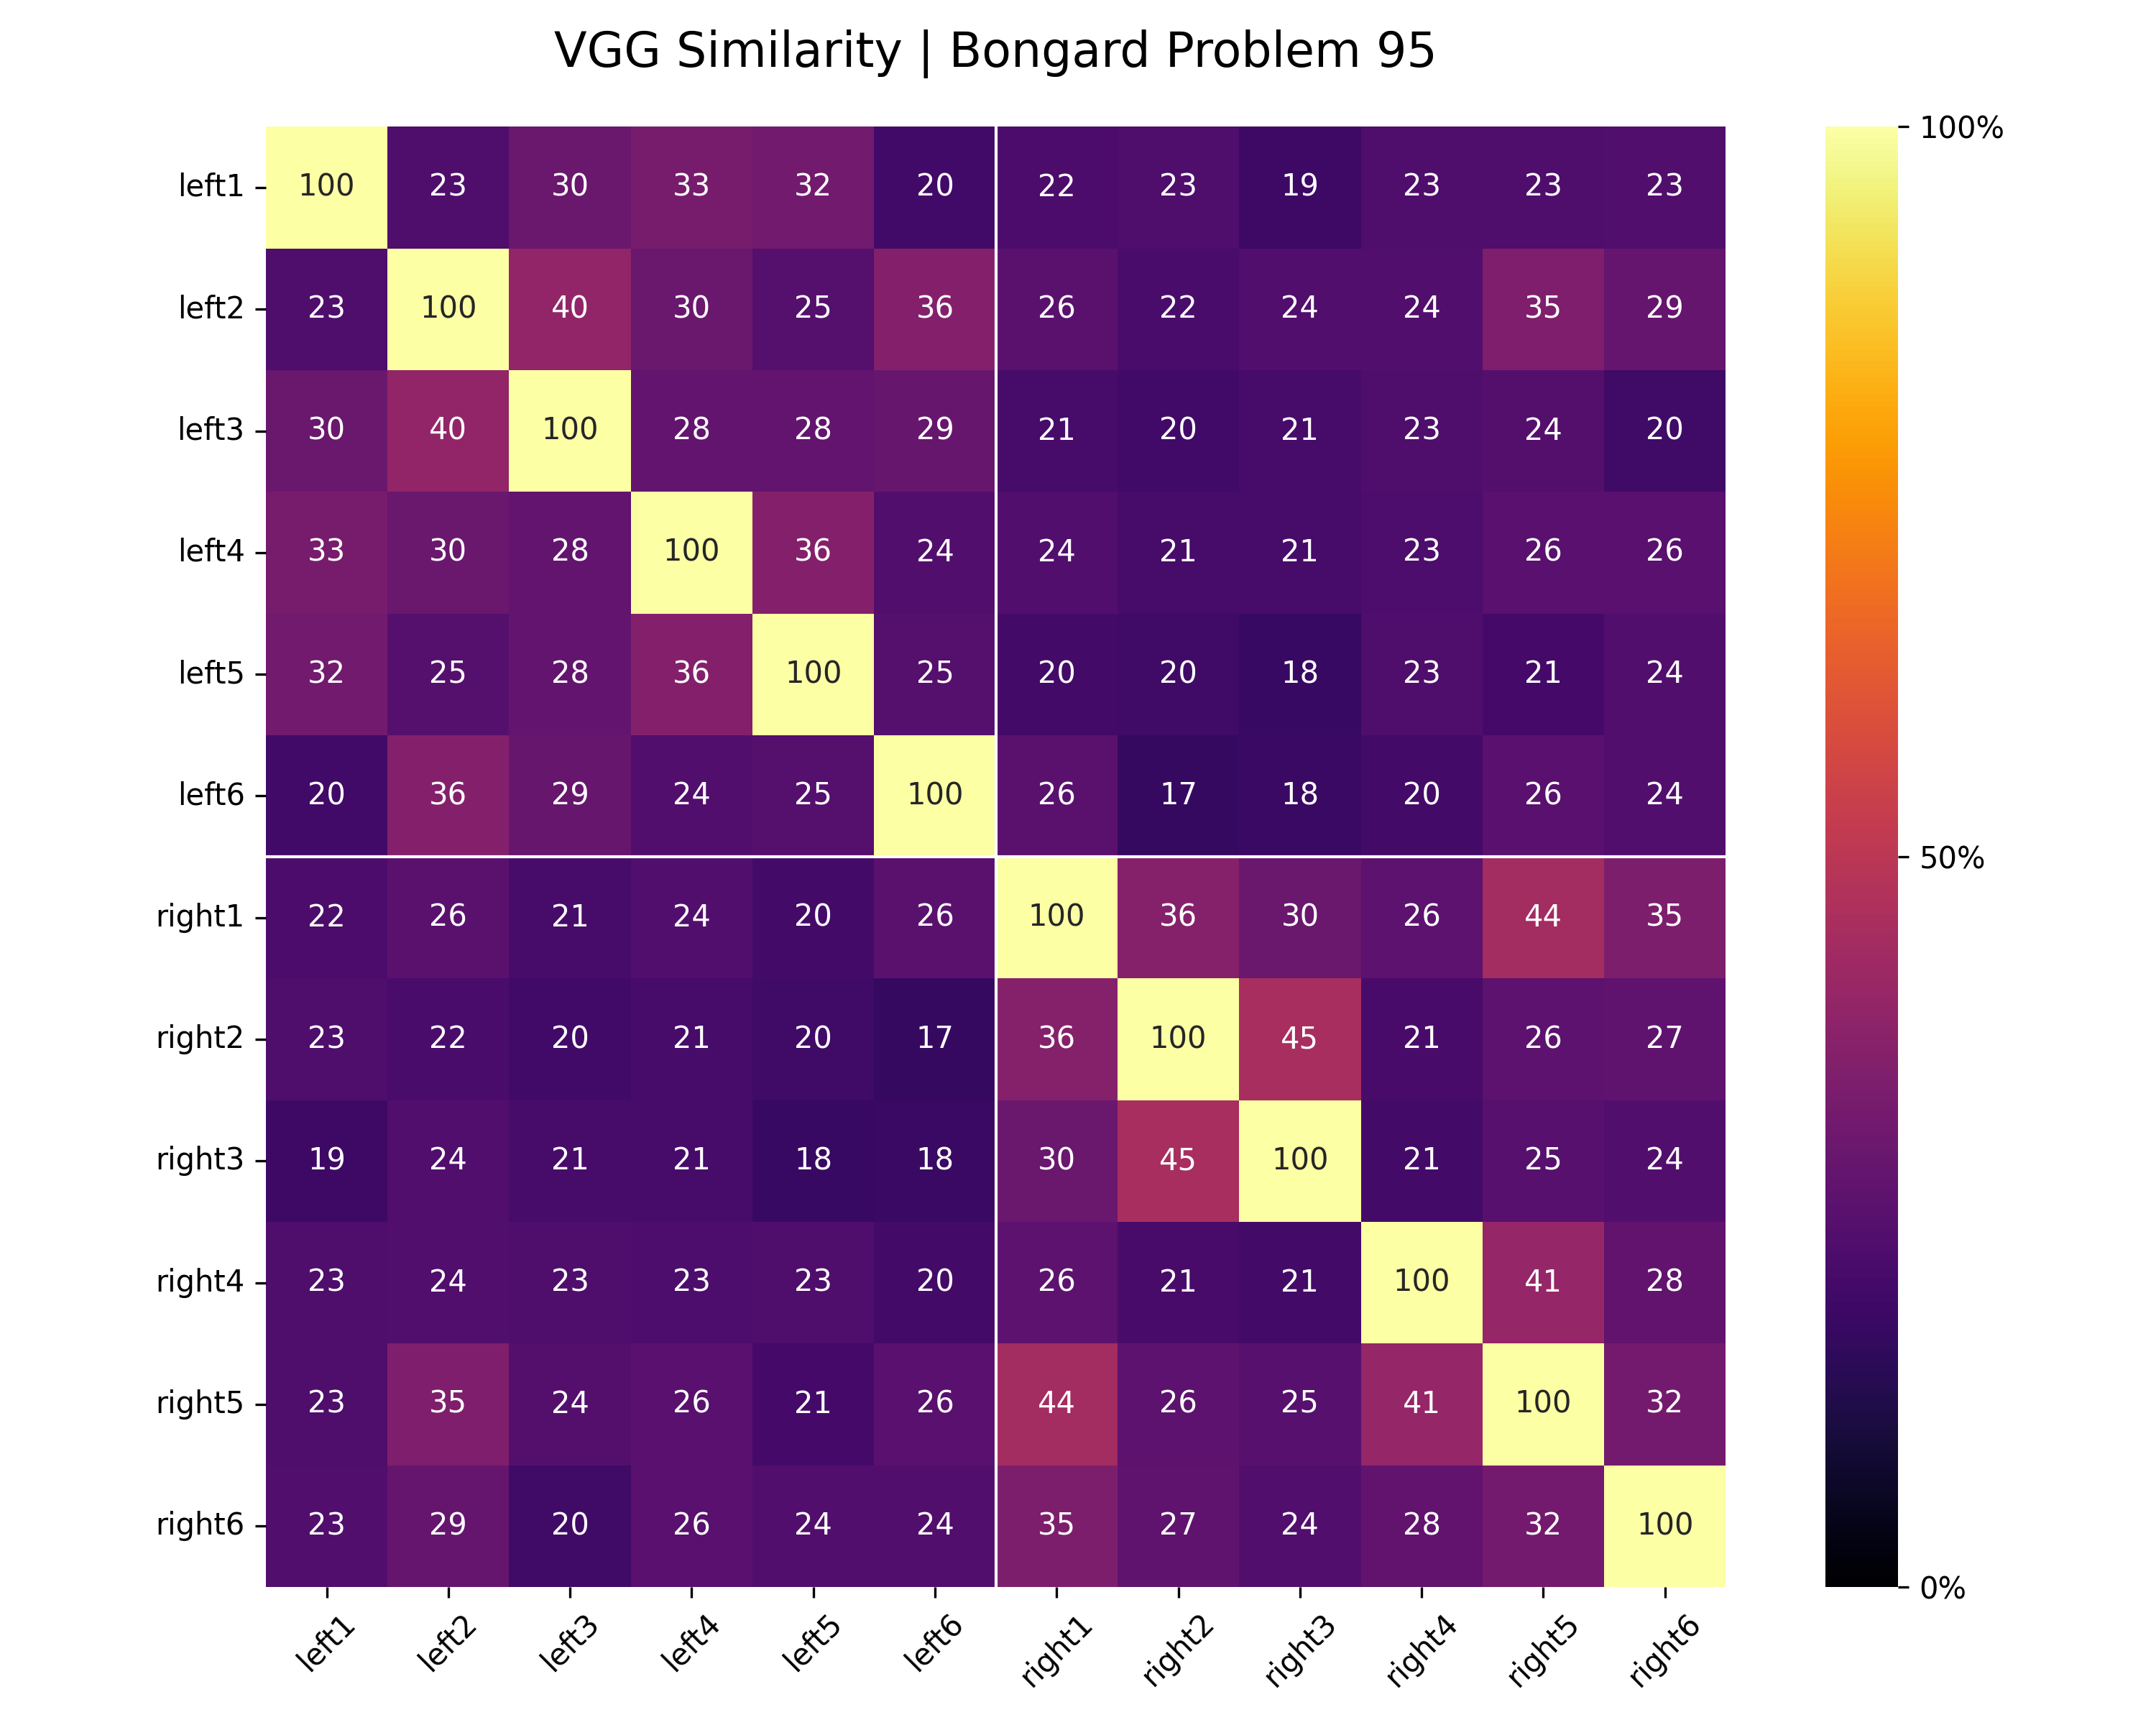 VGG Similarity | Bongard Problem 95
left1 100 23 30 33 32 20 22 23 19 23 23 23
left2 23 100 40 30 25 36 26 22 24 24 35 29
left3 30 40 100 28 28 29 21 20 21 23 24 20
left4 33 30 28 100 36 24 24 21 21 23 26 26
left5 32 25 28 36 100 25 20 20 18 23 21 24
left6 20 36 29 24 25 100 26 17 18 20 26 24
right1 22 26 21 24 20 26 100 36 30 26 44 35
right2 23 22 20 21 20 17 36 100 45 21 26 27
right3 19 24 21 21 18 18 30 45 100 21 25 24
right4 23 24 23 23 23 20 26 21 21 100 41 28
right5 23 35 24 26 21 26 44 26 25 41 100 32
right6 23 29 20 26 24 24 35 27 24 28 32 100
left1 left2 left3 left4 left5 left6 right1 right2 right3 right4 right5 right6
100%
50%
0%